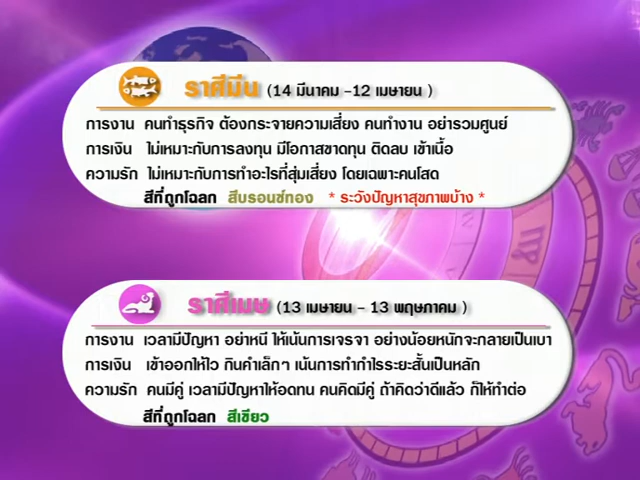 ราศีมีน (14 มีนาคม -12 เมษายน )
การงาน คนทำธุรกิจ ต้องกระจายความเสี่ยง คนทำงาน อย่ารวมศูนย์
การเงิน ไม่เหมาะกับการลงทุน มีโอกาสขาดทุน ติดลบ เข้าเนื้อ
ความรัก ไม่เหมาะกับการทำอะไรที่สุ่มเสี่ยง โดยเฉพาะคนโสด
สีที่ถูกโฉลก สีบรอนซ์ทอง * ระวังปัญหาสุขภาพบ้าง *
ราศีเมษ (13 เมษายน - 13 พฤษภาคม )
การงาน เวลามีปัญหา อย่าหนี ให้เน้นการเจรจา อย่างน้อยหนักจะกลายเป็นเบา
การเงิน เข้าออกให้ไว กินคำเล็กๆ เน้นการทำกำไรระยะสั้นเป็นหลัก
ความรัก คนมีคู่ เวลามีปัญหาให้อดทน คนคิดมีคู่ ถ้าคิดว่าดีแล้ว ก็ให้ทำต่อ
สีที่ถูกโฉลก สีเขียว